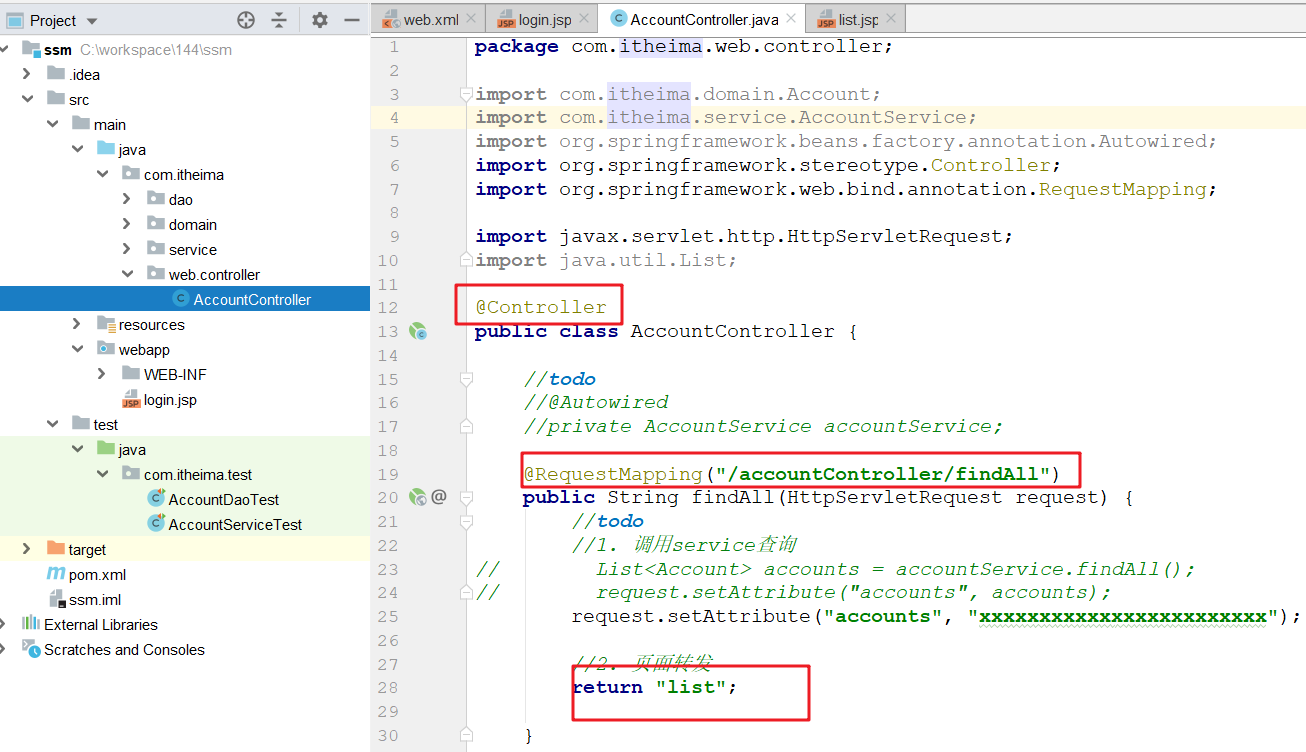 Project
ssm C:\workspace\144\ssm
.idea
src
main
java
com.itheima
dao
domain
service
web.controller
AccountController
resources
webapp
WEB-INF
login.jsp
test
java
com.itheima.test
AccountDaoTest
AccountServiceTest
target
pom.xml
ssm.iml
External Libraries
Scratches and Consoles
web.xml login.jsp AccountController.java list.jsp
1 package com.itheima.web.controller;
2
3 import com.itheima.domain.Account;
4 import com.itheima.service.AccountService;
5 import org.springframework.beans.factory.annotation.Autowired;
6 import org.springframework.stereotype.Controller;
7 import org.springframework.web.bind.annotation.RequestMapping;
8
9 import javax.servlet.http.HttpServletRequest;
10 import java.util.List;
11
12 @Controller
13 public class AccountController {
14
15 //todo
16 //@Autowired
17 //private AccountService accountService;
18
19 @RequestMapping("/accountController/findAll")
20 @ public String findAll(HttpServletRequest request) {
21 //todo
22 //1. 调用service查询
23 // List<Account> accounts = accountService.findAll();
24 // request.setAttribute("accounts", accounts);
25 request.setAttribute("accounts", "xxxxxxxxxxxxxxxxxxxxxxxx");
26
27 //2. 页面转发
28 return "list";
29
30 }